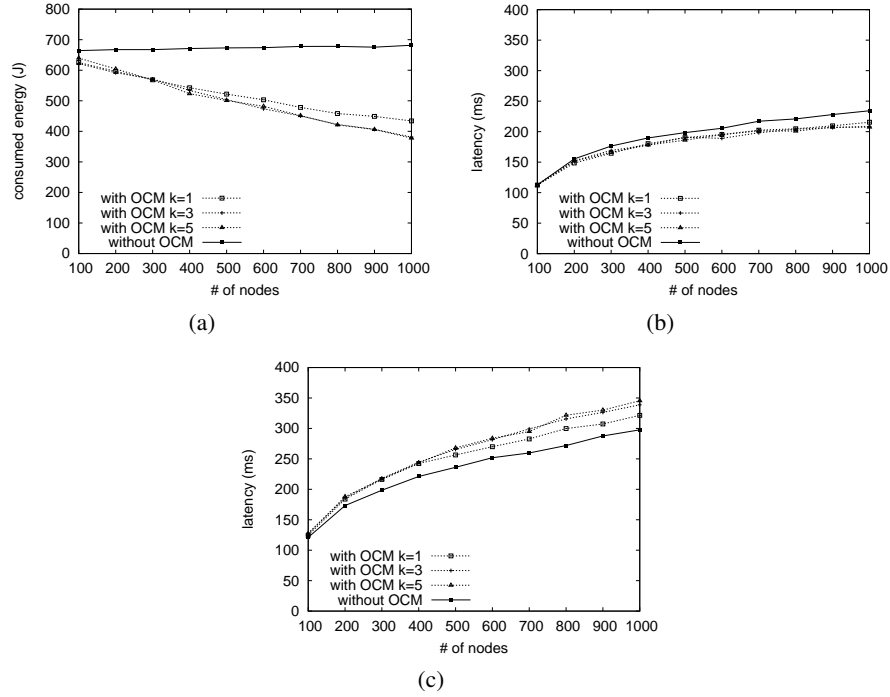 800
700
600
500
400
300
200
100
0
consumed energy (J)
with OCM k=1
with OCM k=3
with OCM k=5
without OCM
100 200 300 400 500 600 700 800 900 1000
# of nodes
(a)
400
350
300
250
200
150
100
50
0
latency (ms)
with OCM k=1
with OCM k=3
with OCM k=5
without OCM
100 200 300 400 500 600 700 800 900 1000
# of nodes
(b)
400
350
300
250
200
150
100
50
0
latency (ms)
with OCM k=1
with OCM k=3
with OCM k=5
without OCM
100 200 300 400 500 600 700 800 900 1000
# of nodes
(c)